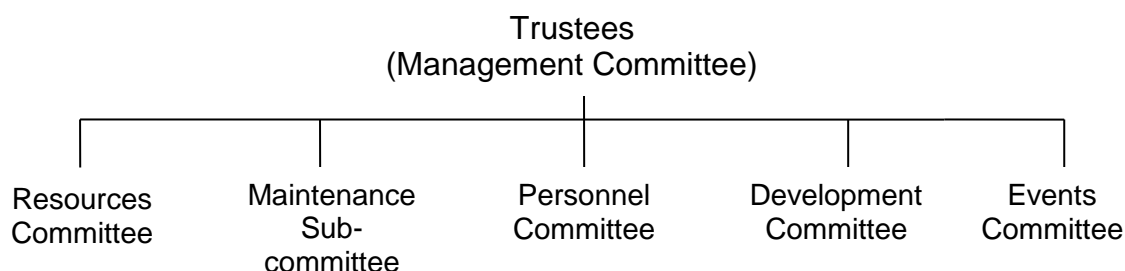 Trustees
(Management Committee)
Resources
Committee
Maintenance
Sub-
committee
Personnel
Committee
Development
Committee
Events
Committee